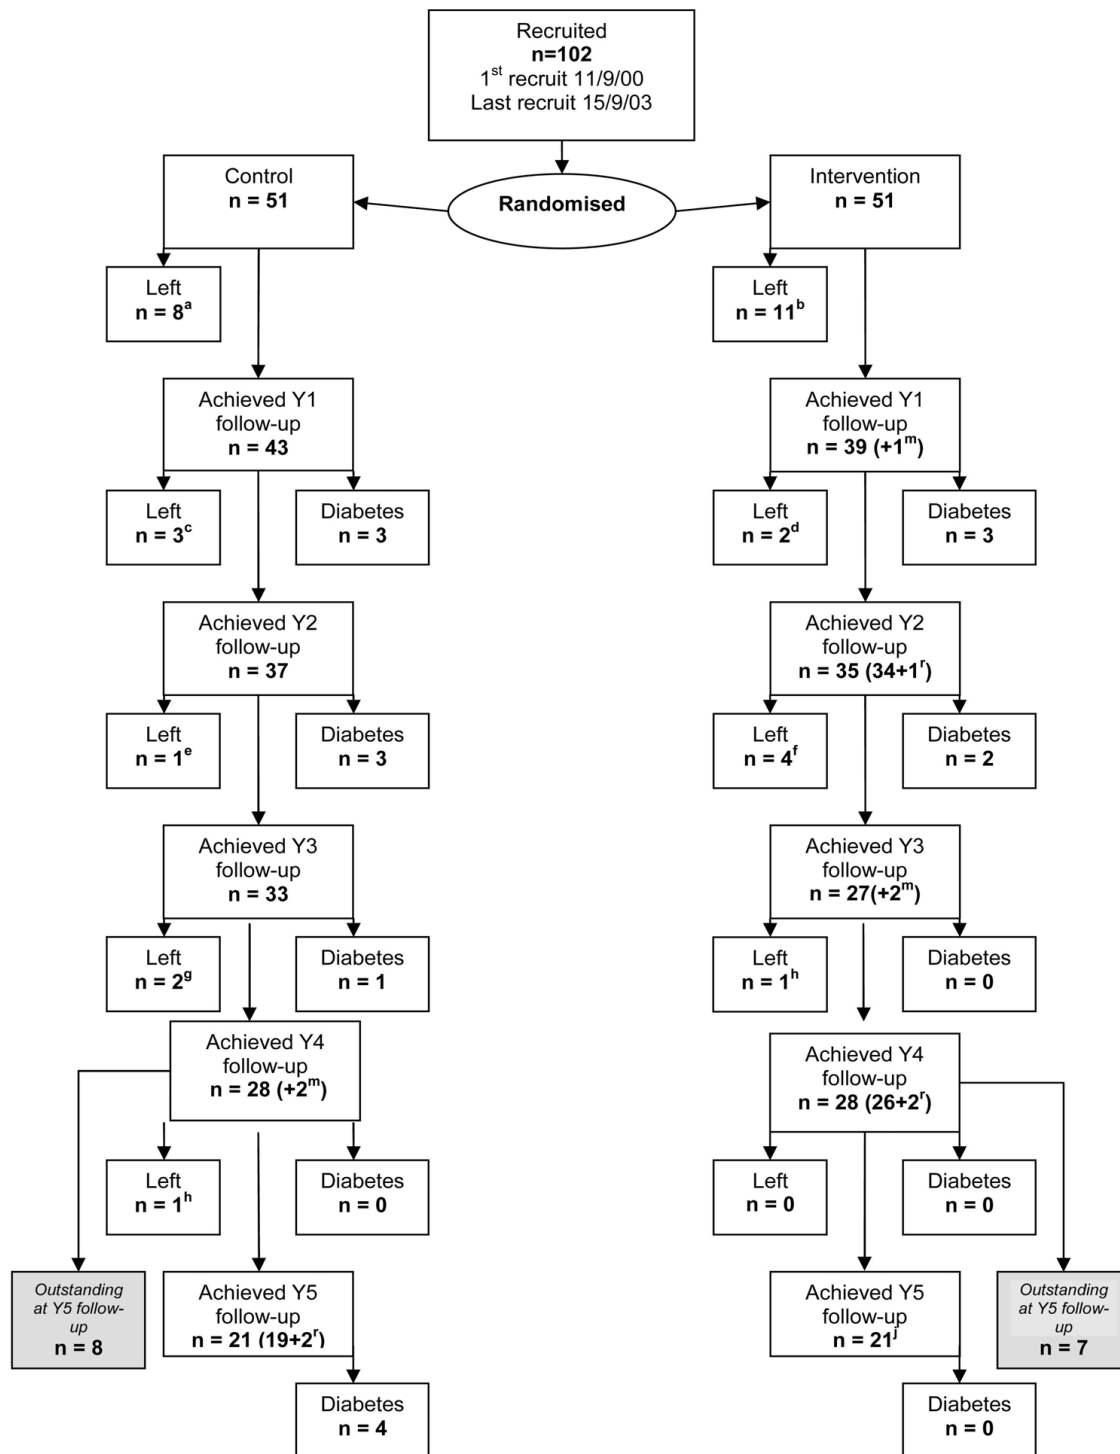 Recruited
n=102
1st recruit 11/9/00
Last recruit 15/9/03
Randomised
Control
n = 51
Intervention
n = 51
Left
n = 8a
Left
n = 11b
Achieved Y1
follow-up
n = 43
Achieved Y1
follow-up
n = 39 (+1m)
Left
n = 3c
Diabetes
n = 3
Left
n = 2d
Diabetes
n = 3
Achieved Y2
follow-up
n = 37
Achieved Y2
follow-up
n = 35 (34+1r)
Left
n = 1e
Diabetes
n = 3
Left
n = 4f
Diabetes
n = 2
Achieved Y3
follow-up
n = 33
Achieved Y3
follow-up
n = 27(+2m)
Left
n = 2g
Diabetes
n = 1
Left
n = 1h
Diabetes
n = 0
Achieved Y4
follow-up
n = 28 (+2m)
Achieved Y4
follow-up
n = 28 (26+2r)
Left
n = 1h
Diabetes
n = 0
Left
n = 0
Diabetes
n = 0
Outstanding
at Y5 follow-
up
n = 8
Achieved Y5
follow-up
n = 21 (19+2r)
Achieved Y5
follow-up
n = 21j
Outstanding
at Y5 follow-
up
n = 7
Diabetes
n = 4
Diabetes
n = 0